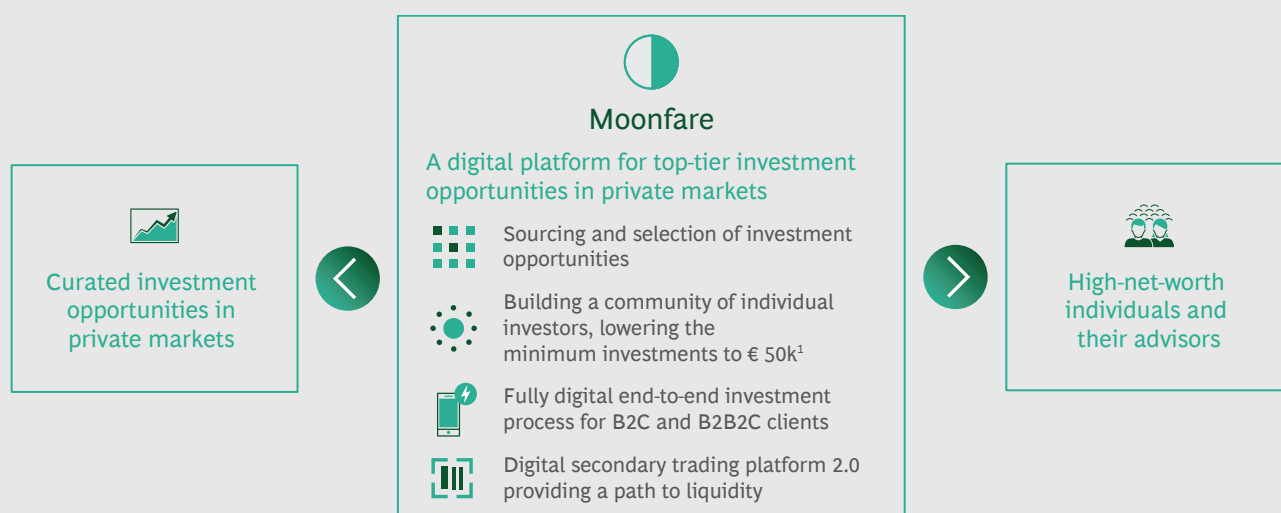 Moonfare
A digital platform for top-tier investment
opportunities in private markets
Sourcing and selection of investment
opportunities
Building a community of individual
investors, lowering the
minimum investments to € 50k¹
Fully digital end-to-end investment
process for B2C and B2B2C clients
Digital secondary trading platform 2.0
providing a path to liquidity
Curated investment
opportunities in
private markets
High-net-worth
individuals and
their advisors